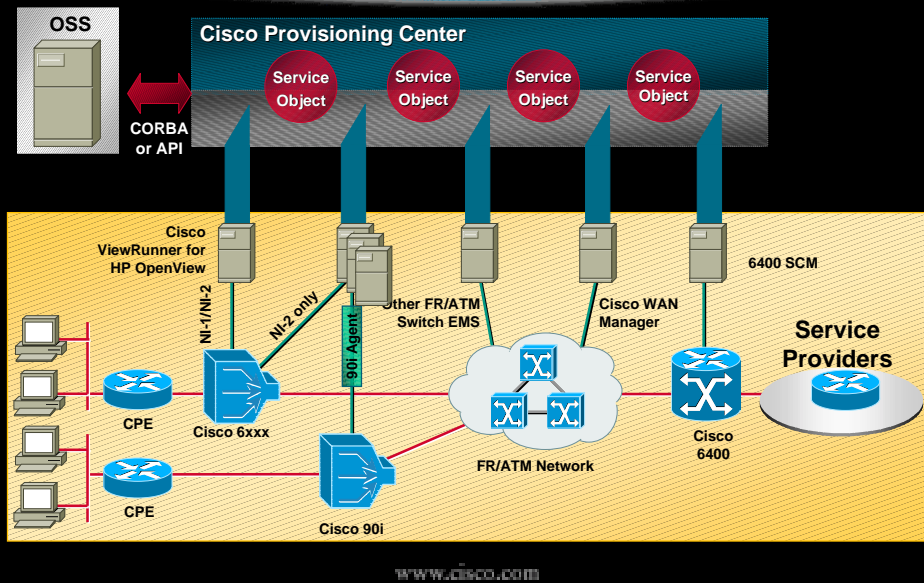 OSS
Cisco Provisioning Center
Service
Object
Service
Object
Service
Object
Service
Object
CORBA
or API
Cisco
ViewRunner for
HP OpenView
NI-1/NI-2
NI-2 only
90i Agent
Other FR/ATM
Switch EMS
Cisco WAN
Manager
6400 SCM
Service
Providers
CPE
Cisco 6xxx
FR/ATM Network
Cisco
6400
CPE
Cisco 90i
www.cisco.com